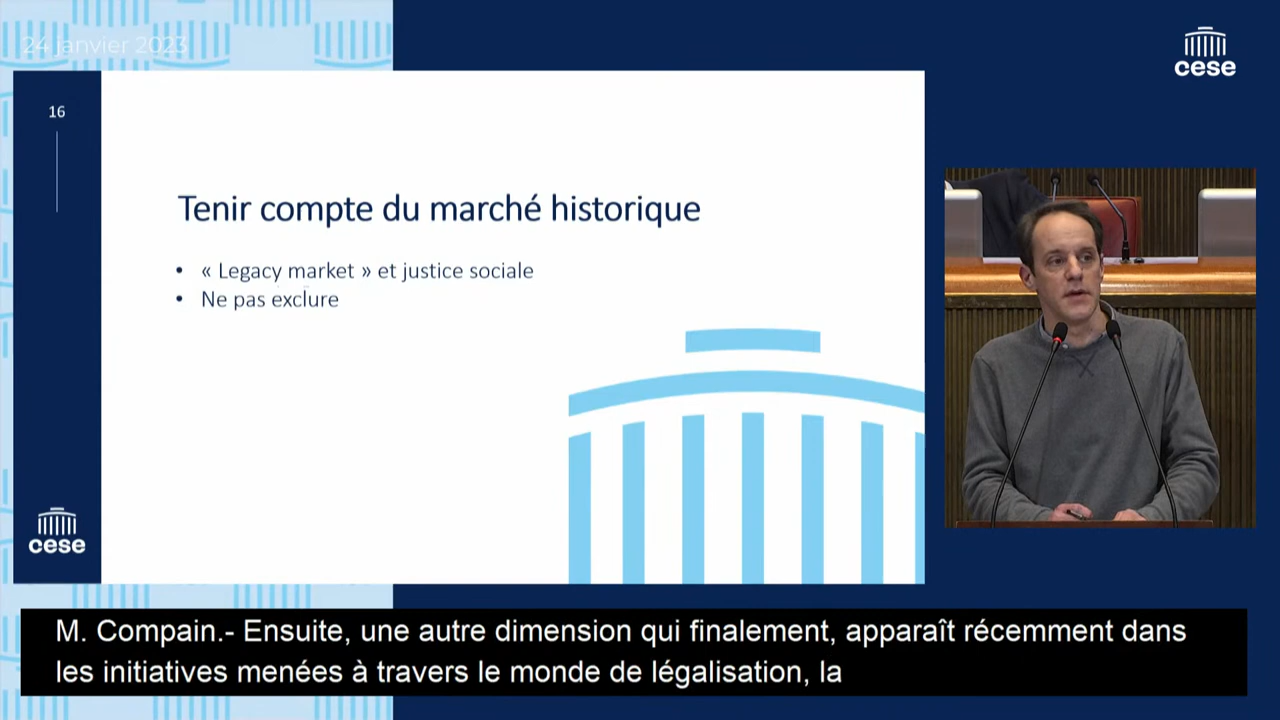 24 janvier 2023
cese
16
Tenir compte du marché historique
• « Legacy market » et justice sociale
• Ne pas exclure
cese
M. Compain.- Ensuite, une autre dimension qui finalement, apparaît récemment dans
les initiatives menées à travers le monde de légalisation, la